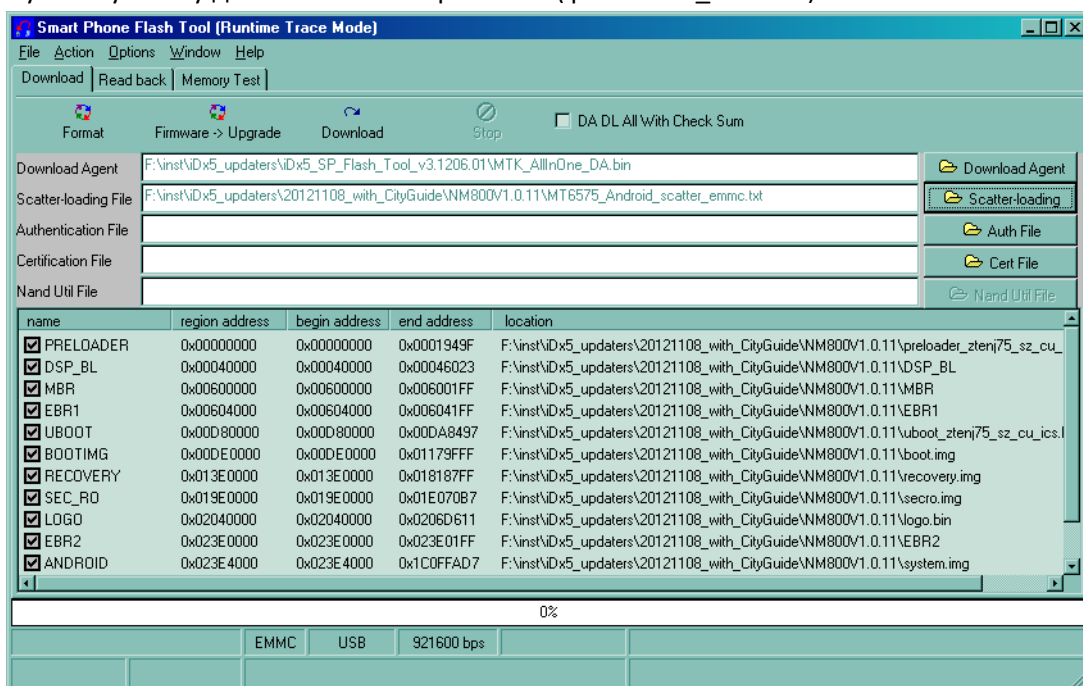 Smart Phone Flash Tool (Runtime Trace Mode)
File Action Options Window Help
Download Read back Memory Test
Format Firmware -> Upgrade Download Stop DA DL All With Check Sum
Download Agent F:\inst\iDx5_updaters\iDx5_SP_Flash_Tool_v3.1206.01\MTK_AllInOne_DA.bin Download Agent
Scatter-loading File F:\inst\iDx5_updaters\20121108_with_CityGuide\NM800V1.0.11\MT6575_Android_scatter_emmc.txt Scatter-loading
Authentication File Auth File
Certification File Cert File
Nand Util File Nand Util File
name region address begin address end address location
PRELOADER 0x00000000 0x00000000 0x0001949F F:\inst\iDx5_updaters\20121108_with_CityGuide\NM800V1.0.11\preloader_ztenj75_sz_cu_
DSP_BL 0x00040000 0x00040000 0x00046023 F:\inst\iDx5_updaters\20121108_with_CityGuide\NM800V1.0.11\DSP_BL
MBR 0x00600000 0x00600000 0x006001FF F:\inst\iDx5_updaters\20121108_with_CityGuide\NM800V1.0.11\MBR
EBR1 0x00604000 0x00604000 0x006041FF F:\inst\iDx5_updaters\20121108_with_CityGuide\NM800V1.0.11\EBR1
UBOOT 0x00D80000 0x00D80000 0x00DA8497 F:\inst\iDx5_updaters\20121108_with_CityGuide\NM800V1.0.11\uboot_ztenj75_sz_cu_ics.
BOOTIMG 0x00DE0000 0x00DE0000 0x01179FFF F:\inst\iDx5_updaters\20121108_with_CityGuide\NM800V1.0.11\boot.img
RECOVERY 0x013E0000 0x013E0000 0x018187FF F:\inst\iDx5_updaters\20121108_with_CityGuide\NM800V1.0.11\recovery.img
SEC_RO 0x019E0000 0x019E0000 0x01E070B7 F:\inst\iDx5_updaters\20121108_with_CityGuide\NM800V1.0.11\secro.img
LOGO 0x02040000 0x02040000 0x0206D611 F:\inst\iDx5_updaters\20121108_with_CityGuide\NM800V1.0.11\logo.bin
EBR2 0x023E0000 0x023E0000 0x023E01FF F:\inst\iDx5_updaters\20121108_with_CityGuide\NM800V1.0.11\EBR2
ANDROID 0x023E4000 0x023E4000 0x1C0FFAD7 F:\inst\iDx5_updaters\20121108_with_CityGuide\NM800V1.0.11\system.img
0%
EMMC USB 921600 bps